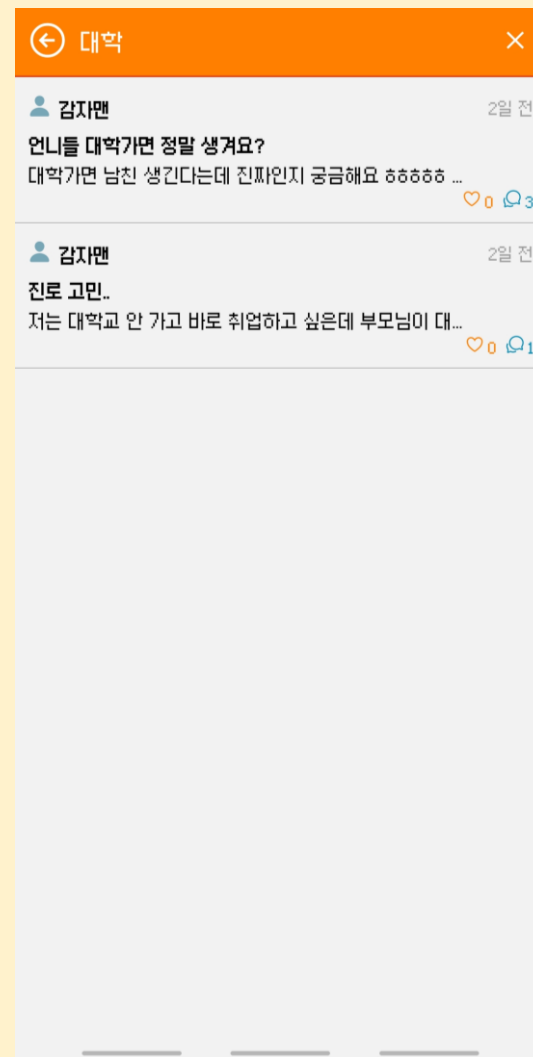 대학
감자맨
2일 전
언니들 대학가면 정말 생겨요?
대학가면 남친 생긴다는데 진짜인지 궁금해요 ㅎㅎㅎㅎㅎ ...
0 3
감자맨
2일 전
진로 고민..
저는 대학교 안 가고 바로 취업하고 싶은데 부모님이 대...
0 1